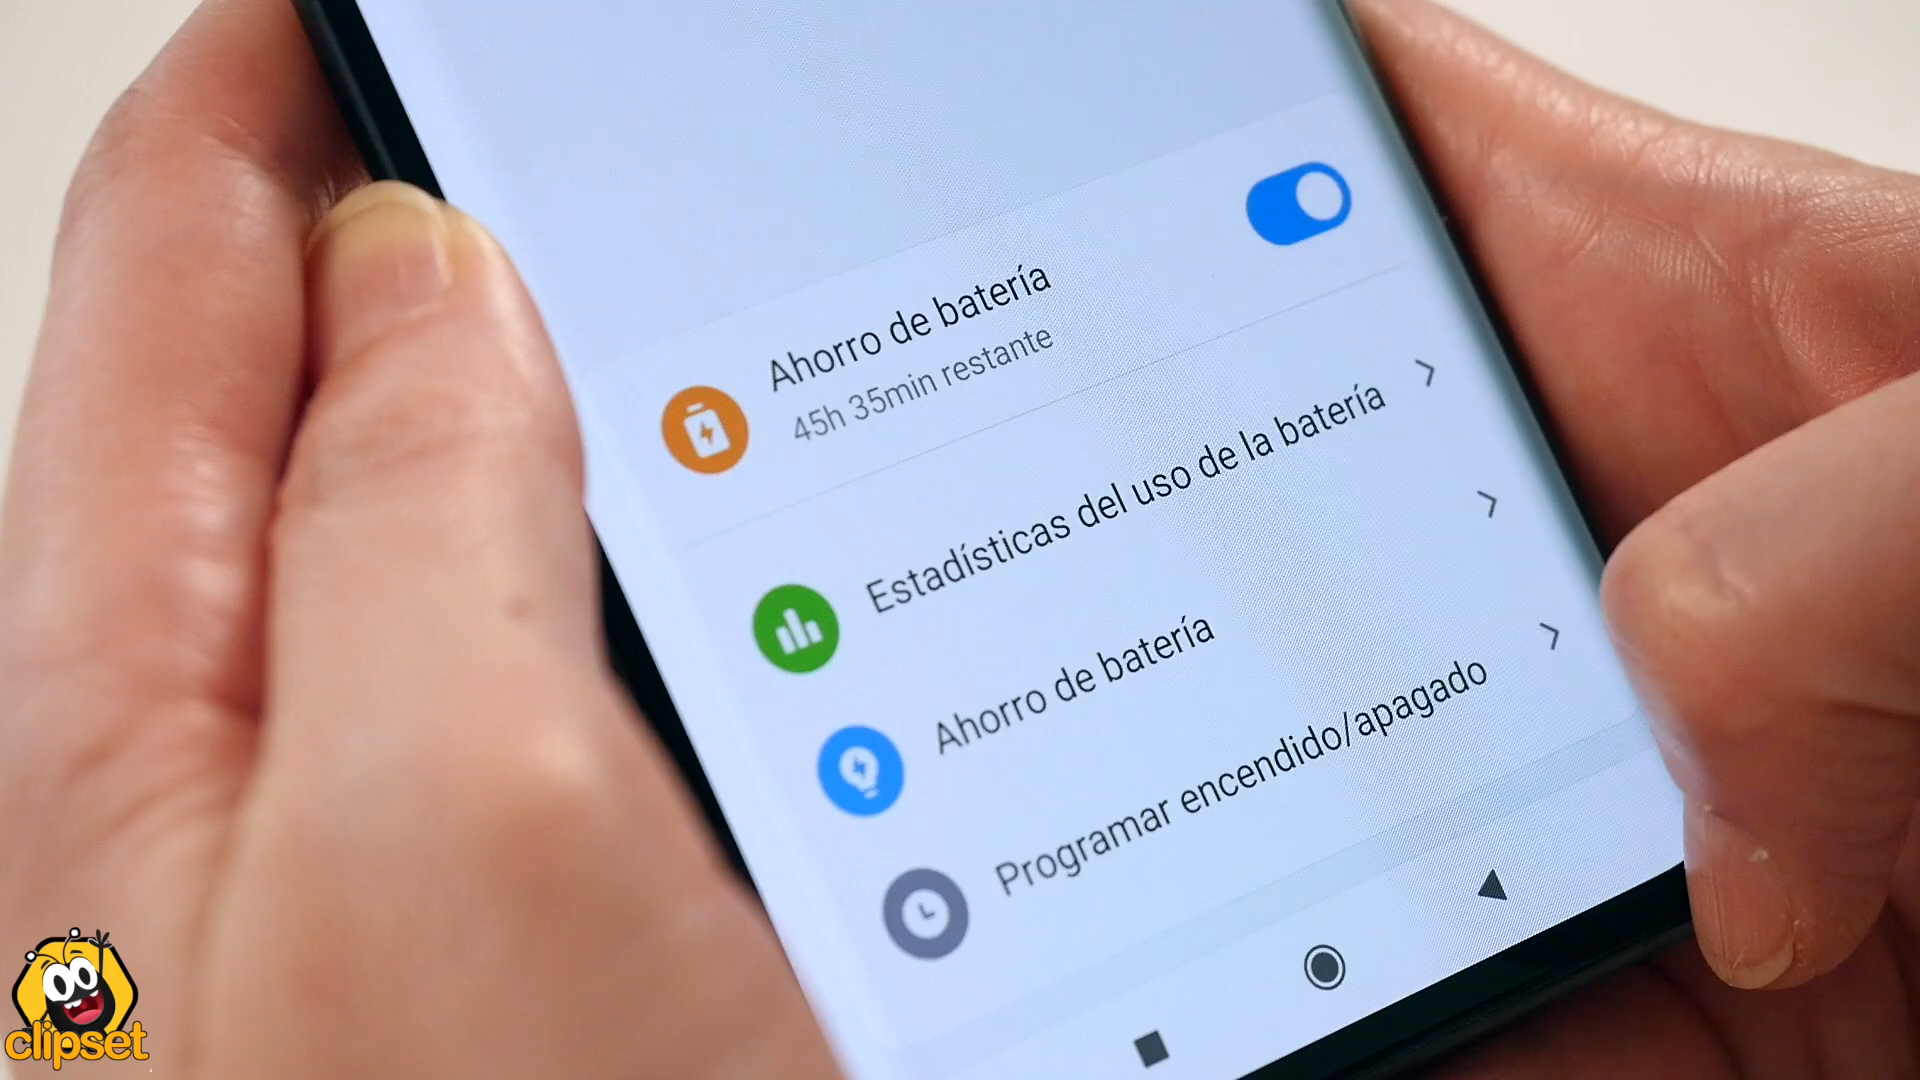 Ahorro de batería
45h 35min restante
Estadísticas del uso de la batería
Ahorro de batería
Programar encendido/apagado
clipset